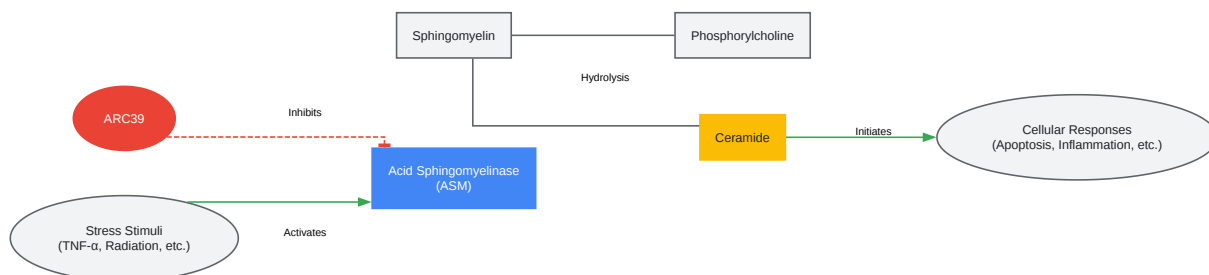 Sphingomyelin
Phosphorylcholine
Hydrolysis
ARC39
Inhibits
Ceramide
Initiates
Cellular Responses
(Apoptosis, Inflammation, etc.)
Acid Sphingomyelinase
(ASM)
Stress Stimuli
(TNF-α, Radiation, etc.)
Activates